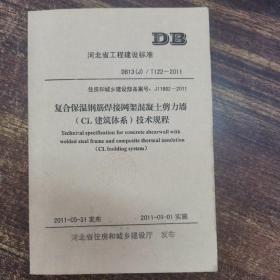 DB
河北省工程建设标准
DB13(J)/T122-2011
住房和城乡建设部备案号：J11882-2011
复合保温钢筋焊接网架混凝土剪力墙
（CL 建筑体系）技术规程
Technical specification for concrete shearwall with
welded steel frame and composite thermal insulation
(CL building system)
2011-05-31 发布
2011-09-01 实施
河北省住房和城乡建设厅 发布